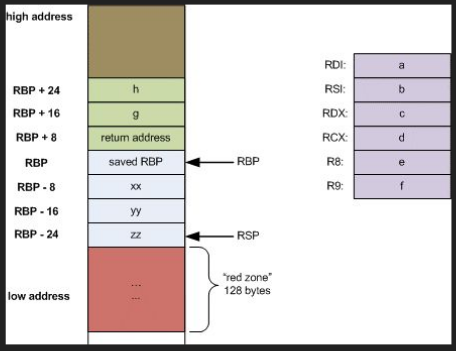 high address
RBP + 24 h
RBP + 16 g
RBP + 8 return address
RBP saved RBP RBP
RBP - 8 xx
RBP - 16 yy
RBP - 24 zz RSP
...
...
low address
"red zone"
128 bytes
RDI: a
RSI: b
RDX: c
RCX: d
R8: e
R9: f